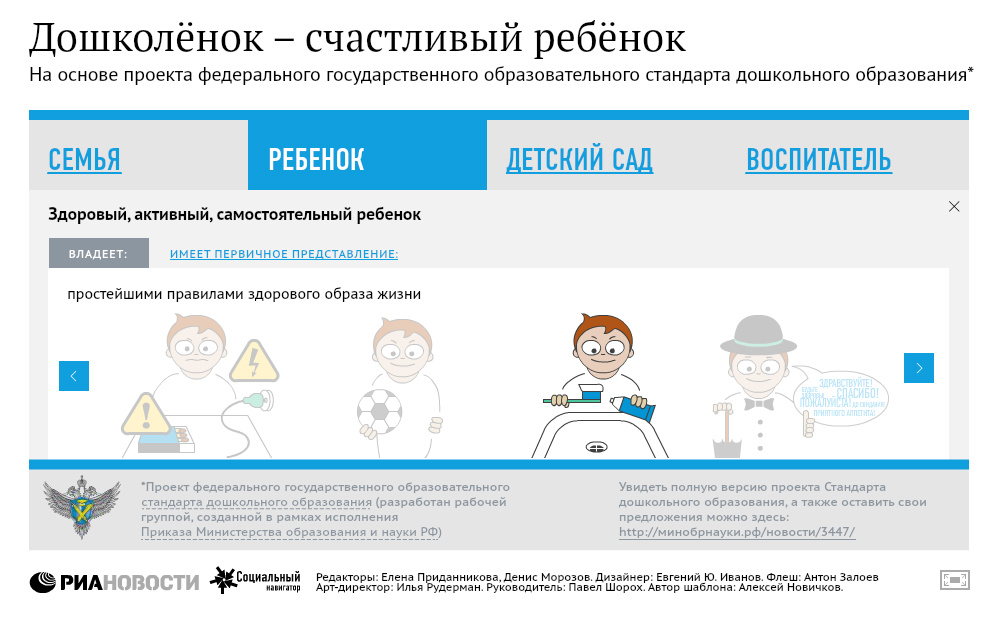 Дошколёнок – счастливый ребёнок
На основе проекта федерального государственного образовательного стандарта дошкольного образования*
СЕМЬЯ
РЕБЕНОК
ДЕТСКИЙ САД
ВОСПИТАТЕЛЬ
Здоровый, активный, самостоятельный ребенок
ВЛАДЕЕТ:
ИМЕЕТ ПЕРВИЧНОЕ ПРЕДСТАВЛЕНИЕ:
простейшими правилами здорового образа жизни
ЗДРАВСТВУЙТЕ!
СПАСИБО!
ПОЖАЛУЙСТА!
ПРИЯТНОГО АППЕТИТА!
*Проект федерального государственного образовательного
стандарта дошкольного образования (разработан рабочей
группой, созданной в рамках исполнения
Приказа Министерства образования и науки РФ)
Увидеть полную версию проекта Стандарта
дошкольного образования, а также оставить свои
предложения можно здесь:
http://минобрнауки.рф/новости/3447/
РИАНОВОСТИ
Социальный
навигатор
Редакторы: Елена Приданникова, Денис Морозов. Дизайнер: Евгений Ю. Иванов. Флеш: Антон Залоев
Арт-директор: Илья Рудерман. Руководитель: Павел Шорох. Автор шаблона: Алексей Новичков.